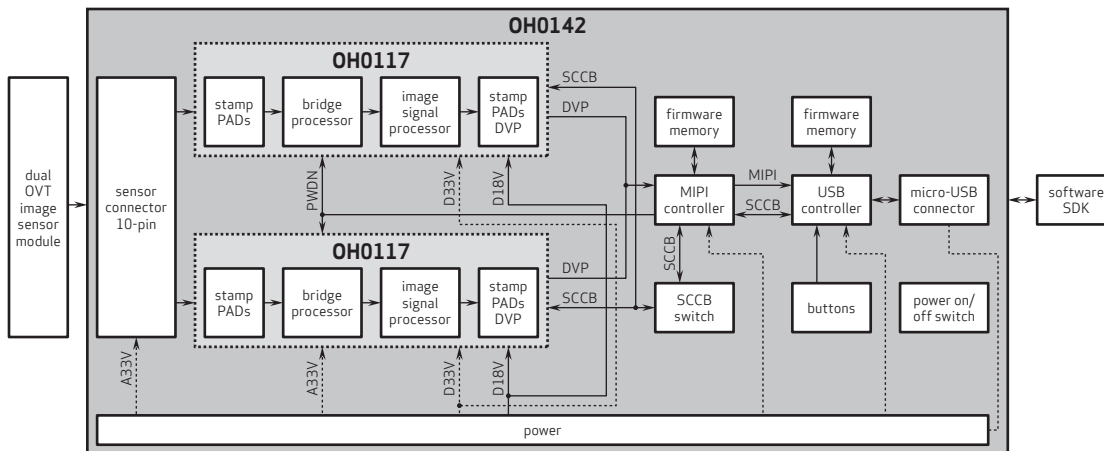 OH0142
OH0117
stamp
PADs
bridge
processor
image
signal
processor
stamp
PADs
DVP
SCCB
DVP
dual
OVT
image
sensor
module
sensor
connector
10-pin
PWDN
D33V
D18V
firmware
memory
firmware
memory
MIPI
controller
MIPI
SCCB
USB
controller
micro-USB
connector
software
SDK
OH0117
stamp
PADs
bridge
processor
image
signal
processor
stamp
PADs
DVP
DVP
SCCB
SCCB
SCCB
switch
buttons
power on/
off switch
A33V
A33V
D33V
D18V
power